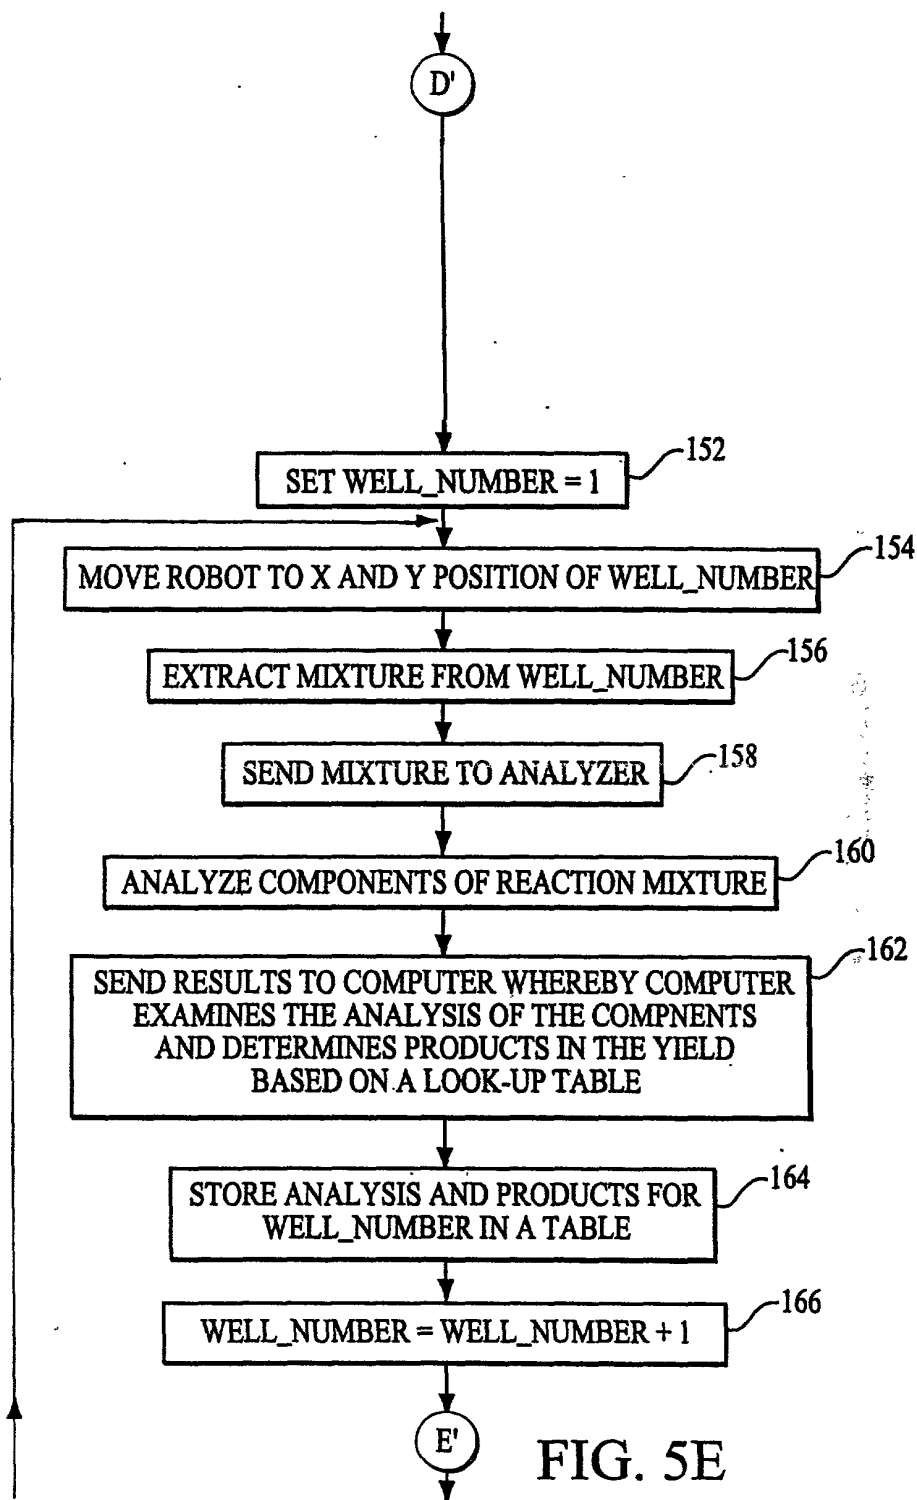 D'
SET WELL_NUMBER = 1
152
MOVE ROBOT TO X AND Y POSITION OF WELL_NUMBER
154
EXTRACT MIXTURE FROM WELL_NUMBER
156
SEND MIXTURE TO ANALYZER
158
ANALYZE COMPONENTS OF REACTION MIXTURE
160
SEND RESULTS TO COMPUTER WHEREBY COMPUTER
EXAMINES THE ANALYSIS OF THE COMPNENTS
AND DETERMINES PRODUCTS IN THE YIELD
BASED ON A LOOK-UP TABLE
162
STORE ANALYSIS AND PRODUCTS FOR
WELL_NUMBER IN A TABLE
164
WELL_NUMBER = WELL_NUMBER + 1
166
E'
FIG. 5E